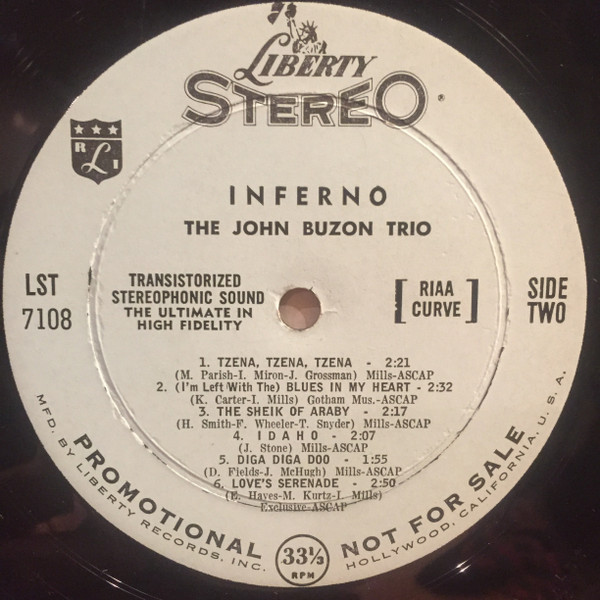 LIBERTY
STEREO®
R L I
INFERNO
THE JOHN BUZON TRIO
LST
7108
TRANSISTORIZED
STEREOPHONIC SOUND
THE ULTIMATE IN
HIGH FIDELITY
[ RIAA
CURVE ]
SIDE
TWO
1. TZENA, TZENA, TZENA - 2:21
(M. Parish-I. Miron-J. Grossman) Mills-ASCAP
2. (I'm Left With The) BLUES IN MY HEART - 2:32
(K. Carter-I. Mills) Gotham Mus.-ASCAP
3. THE SHEIK OF ARABY - 2:17
(H. Smith-F. Wheeler-T. Snyder) Mills-ASCAP
4. IDAHO - 2:07
(J. Stone) Mills-ASCAP
5. DIGA DIGA DOO - 1:55
(D. Fields-J. McHugh) Mills-ASCAP
6. LOVE'S SERENADE - 2:50
(E. Hayes-M. Kurtz-I. Mills)
Exclusive-ASCAP
PROMOTIONAL
NOT FOR SALE
MFD. BY LIBERTY RECORDS, INC.
HOLLYWOOD, CALIFORNIA, U. S. A.
33⅓
RPM